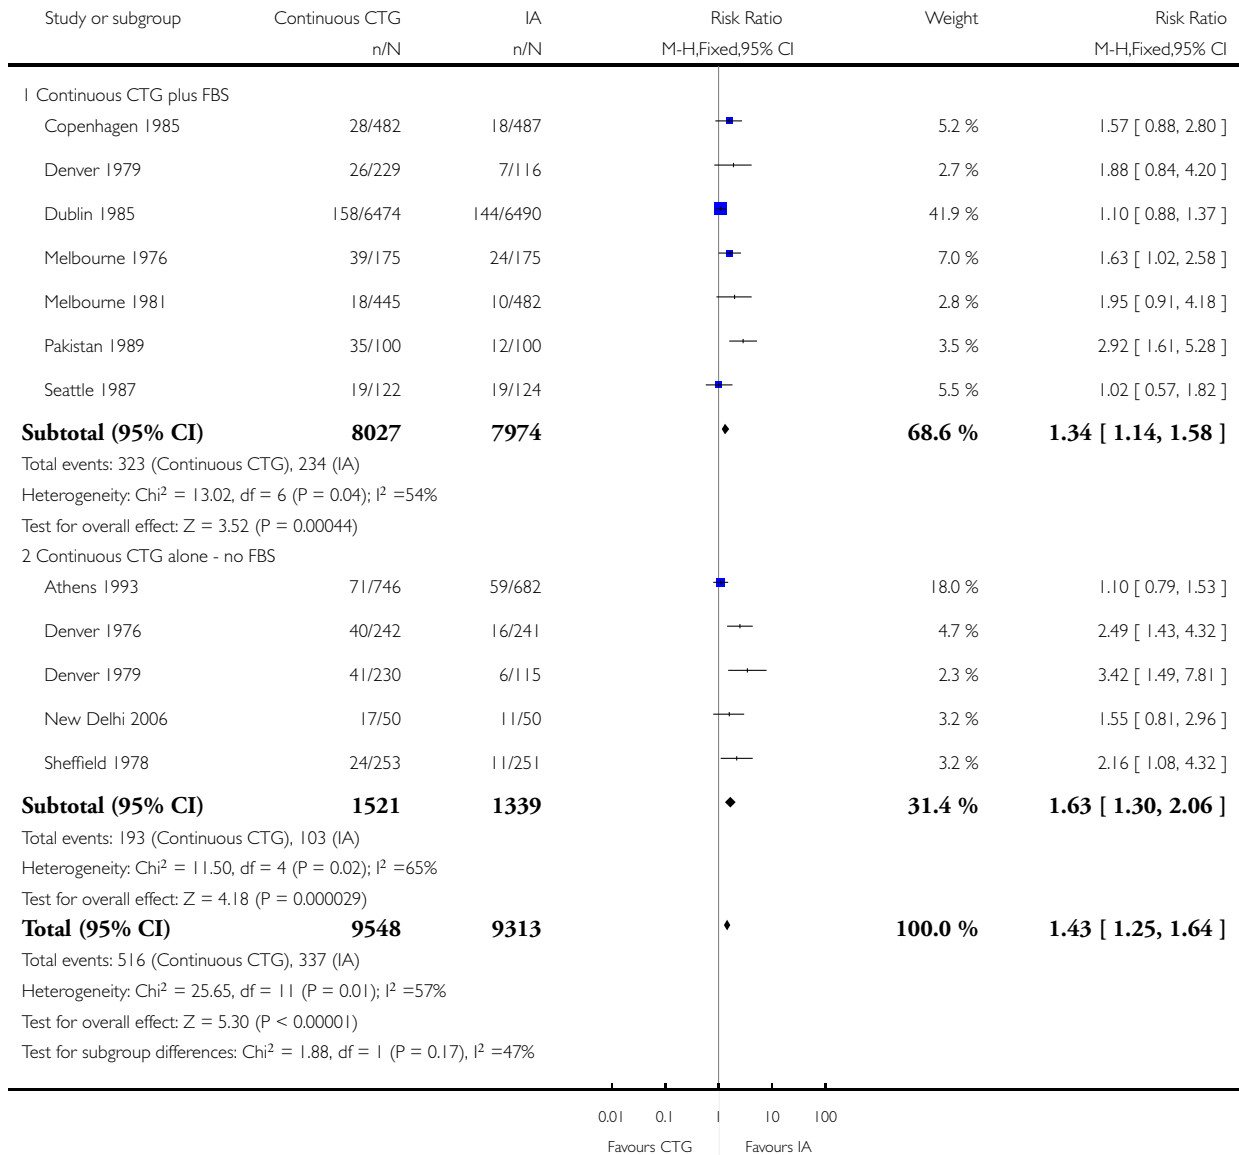 Study or subgroup Continuous CTG IA Risk Ratio Weight Risk Ratio
n/N n/N M-H,Fixed,95% CI M-H,Fixed,95% CI
1 Continuous CTG plus FBS
Copenhagen 1985 28/482 18/487 5.2 % 1.57 [ 0.88, 2.80 ]
Denver 1979 26/229 7/116 2.7 % 1.88 [ 0.84, 4.20 ]
Dublin 1985 158/6474 144/6490 41.9 % 1.10 [ 0.88, 1.37 ]
Melbourne 1976 39/175 24/175 7.0 % 1.63 [ 1.02, 2.58 ]
Melbourne 1981 18/445 10/482 2.8 % 1.95 [ 0.91, 4.18 ]
Pakistan 1989 35/100 12/100 3.5 % 2.92 [ 1.61, 5.28 ]
Seattle 1987 19/122 19/124 5.5 % 1.02 [ 0.57, 1.82 ]
Subtotal (95% CI) 8027 7974 68.6 % 1.34 [ 1.14, 1.58 ]
Total events: 323 (Continuous CTG), 234 (IA)
Heterogeneity: Chi² = 13.02, df = 6 (P = 0.04); I² =54%
Test for overall effect: Z = 3.52 (P = 0.00044)
2 Continuous CTG alone - no FBS
Athens 1993 71/746 59/682 18.0 % 1.10 [ 0.79, 1.53 ]
Denver 1976 40/242 16/241 4.7 % 2.49 [ 1.43, 4.32 ]
Denver 1979 41/230 6/115 2.3 % 3.42 [ 1.49, 7.81 ]
New Delhi 2006 17/50 11/50 3.2 % 1.55 [ 0.81, 2.96 ]
Sheffield 1978 24/253 11/251 3.2 % 2.16 [ 1.08, 4.32 ]
Subtotal (95% CI) 1521 1339 31.4 % 1.63 [ 1.30, 2.06 ]
Total events: 193 (Continuous CTG), 103 (IA)
Heterogeneity: Chi² = 11.50, df = 4 (P = 0.02); I² =65%
Test for overall effect: Z = 4.18 (P = 0.000029)
Total (95% CI) 9548 9313 100.0 % 1.43 [ 1.25, 1.64 ]
Total events: 516 (Continuous CTG), 337 (IA)
Heterogeneity: Chi² = 25.65, df = 11 (P = 0.01); I² =57%
Test for overall effect: Z = 5.30 (P < 0.00001)
Test for subgroup differences: Chi² = 1.88, df = 1 (P = 0.17), I² =47%
0.01 0.1 1 10 100
Favours CTG Favours IA